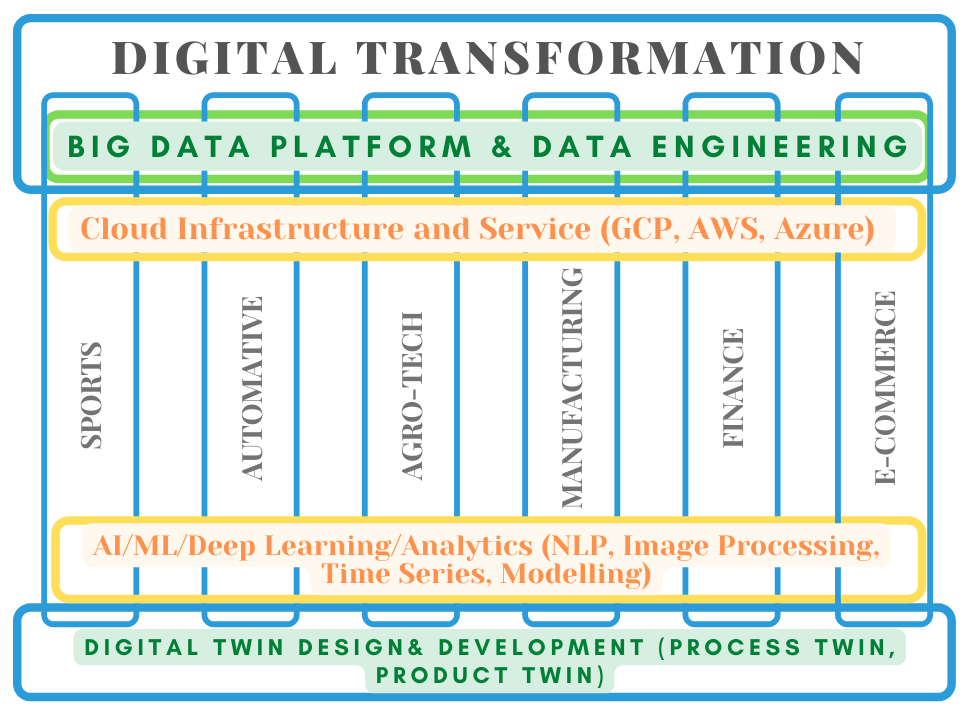 DIGITAL TRANSFORMATION
BIG DATA PLATFORM & DATA ENGINEERING
Cloud Infrastructure and Service (GCP, AWS, Azure)
SPORTS
AUTOMATIVE
AGRO-TECH
MANUFACTURING
FINANCE
E-COMMERCE
AI/ML/Deep Learning/Analytics (NLP, Image Processing,
Time Series, Modelling)
DIGITAL TWIN DESIGN& DEVELOPMENT (PROCESS TWIN,
PRODUCT TWIN)